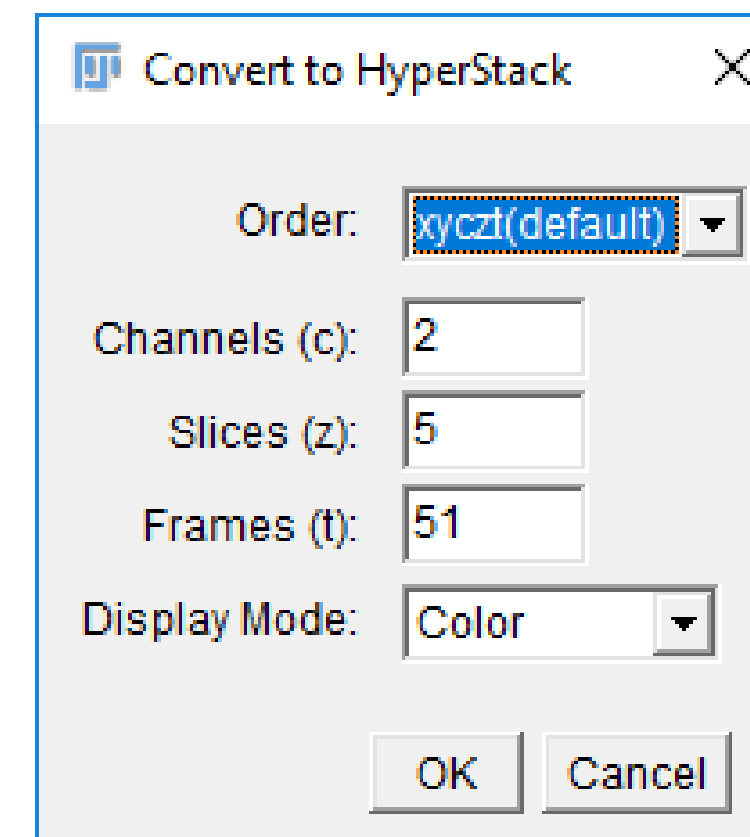 Convert to HyperStack
Order: xyczt(default)
Channels (c): 2
Slices (z): 5
Frames (t): 51
Display Mode: Color
OK Cancel